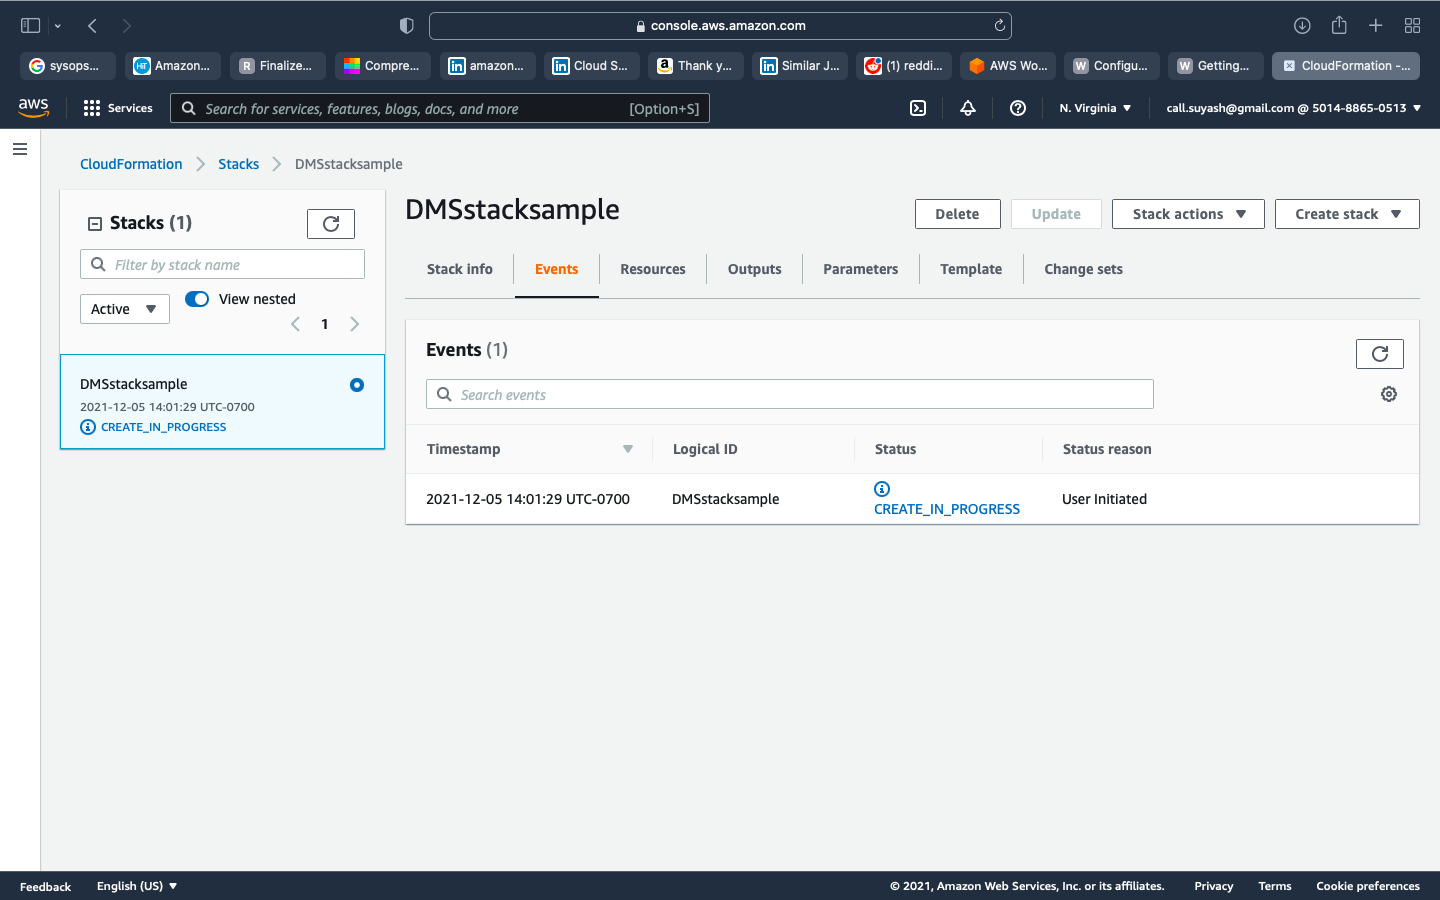 console.aws.amazon.com
sysops...
Amazon...
Finalize...
Compre...
amazon...
Cloud S...
Thank y...
Similar J...
(1) reddi...
AWS Wo...
Configu...
Getting...
CloudFormation -...
aws
Services
Search for services, features, blogs, docs, and more [Option+S]
N. Virginia
call.suyash@gmail.com @ 5014-8865-0513
CloudFormation
Stacks
DMSstacksample
Stacks (1)
Filter by stack name
Active
View nested
1
DMSstacksample
2021-12-05 14:01:29 UTC-0700
CREATE_IN_PROGRESS
DMSstacksample
Delete
Update
Stack actions
Create stack
Stack info
Events
Resources
Outputs
Parameters
Template
Change sets
Events (1)
Search events
Timestamp
Logical ID
Status
Status reason
2021-12-05 14:01:29 UTC-0700
DMSstacksample
CREATE_IN_PROGRESS
User Initiated
Feedback
English (US)
© 2021, Amazon Web Services, Inc. or its affiliates.
Privacy
Terms
Cookie preferences